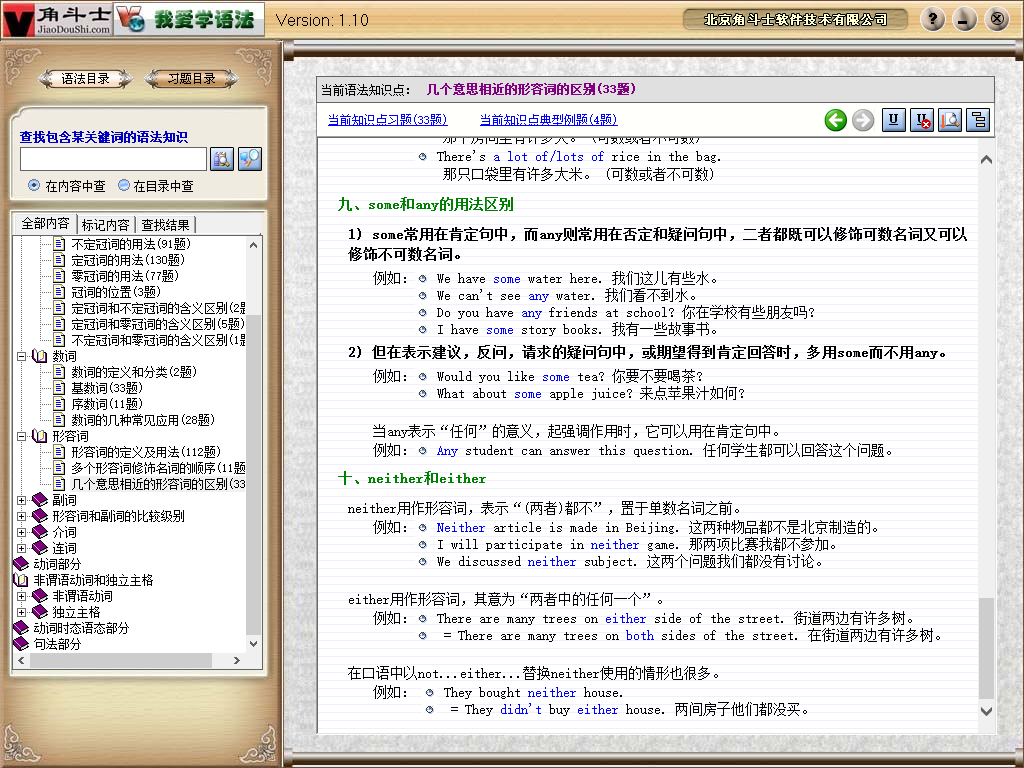 角斗士
JiaoDouShi.com
我爱学语法
Version: 1.10
北京角斗士软件技术有限公司
语法目录
习题目录
查找包含某关键词的语法知识
在内容中查
在目录中查
全部内容
标记内容
查找结果
不定冠词的用法(91题)
定冠词的用法(130题)
零冠词的用法(77题)
冠词的位置(3题)
定冠词和不定冠词的含义区别(2题
定冠词和零冠词的含义区别(5题)
不定冠词和零冠词的含义区别(1题
数词
数词的定义和分类(2题)
基数词(33题)
序数词(11题)
数词的几种常见应用(28题)
形容词
形容词的定义及用法(112题)
多个形容词修饰名词的顺序(11题
几个意思相近的形容词的区别(33
副词
形容词和副词的比较级别
介词
连词
动词部分
非谓语动词和独立主格
非谓语动词
独立主格
动词时态语态部分
句法部分
当前语法知识点： 几个意思相近的形容词的区别(33题)
当前知识点习题(33题)
当前知识点典型例题(4题)
那个房间里有许多人。(可数或者不可数)
There's a lot of/lots of rice in the bag.
那只口袋里有许多大米。(可数或者不可数)
九、some和any的用法区别
1) some常用在肯定句中，而any则常用在否定和疑问句中，二者都既可以修饰可数名词又可以
修饰不可数名词。
例如： We have some water here. 我们这儿有些水。
We can't see any water. 我们看不到水。
Do you have any friends at school? 你在学校有些朋友吗?
I have some story books. 我有一些故事书。
2) 但在表示建议，反问，请求的疑问句中，或期望得到肯定回答时，多用some而不用any。
例如： Would you like some tea? 你要不要喝茶?
What about some apple juice? 来点苹果汁如何?
当any表示“任何”的意义，起强调作用时，它可以用在肯定句中。
例如： Any student can answer this question. 任何学生都可以回答这个问题。
十、neither和either
neither用作形容词，表示“(两者)都不”，置于单数名词之前。
例如： Neither article is made in Beijing. 这两种物品都不是北京制造的。
I will participate in neither game. 那两项比赛我都不参加。
We discussed neither subject. 这两个问题我们都没有讨论。
either用作形容词，其意为“两者中的任何一个”。
例如： There are many trees on either side of the street. 街道两边有许多树。
= There are many trees on both sides of the street. 在街道两边有许多树。
在口语中以not...either...替换neither使用的情形也很多。
例如： They bought neither house.
= They didn't buy either house. 两间房子他们都没买。